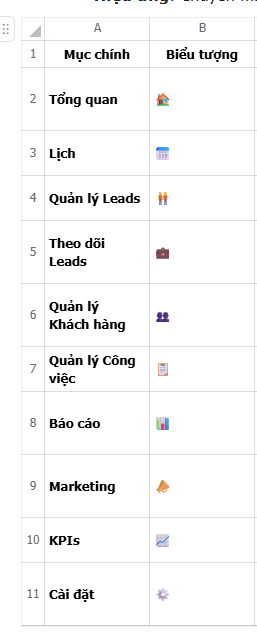 A B
1 Mục chính Biểu tượng
2 Tổng quan
3 Lịch
4 Quản lý Leads
5 Theo dõi
Leads
6 Quản lý
Khách hàng
7 Quản lý Công
việc
8 Báo cáo
9 Marketing
10 KPIs
11 Cài đặt